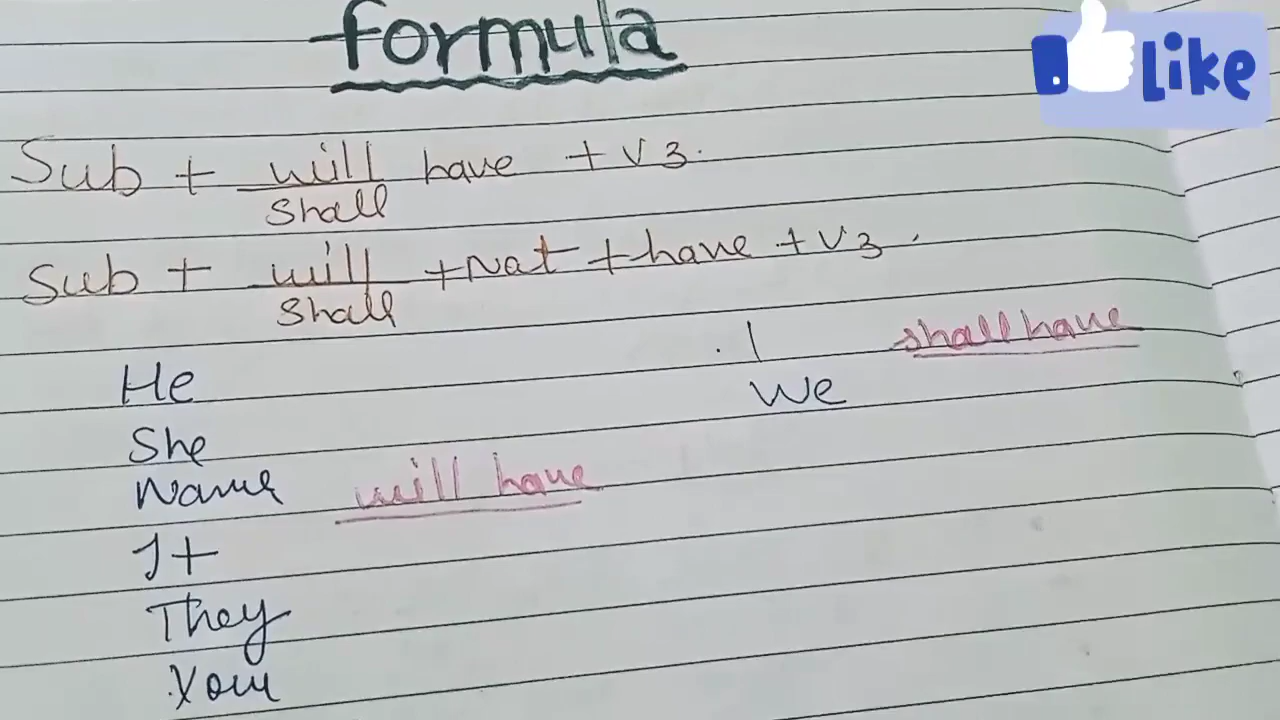 formula
Like
Sub + will/shall have + V3.
Sub + will/shall + Not + have + V3.
I shall have
We
He
She
Name will have
It
They
You